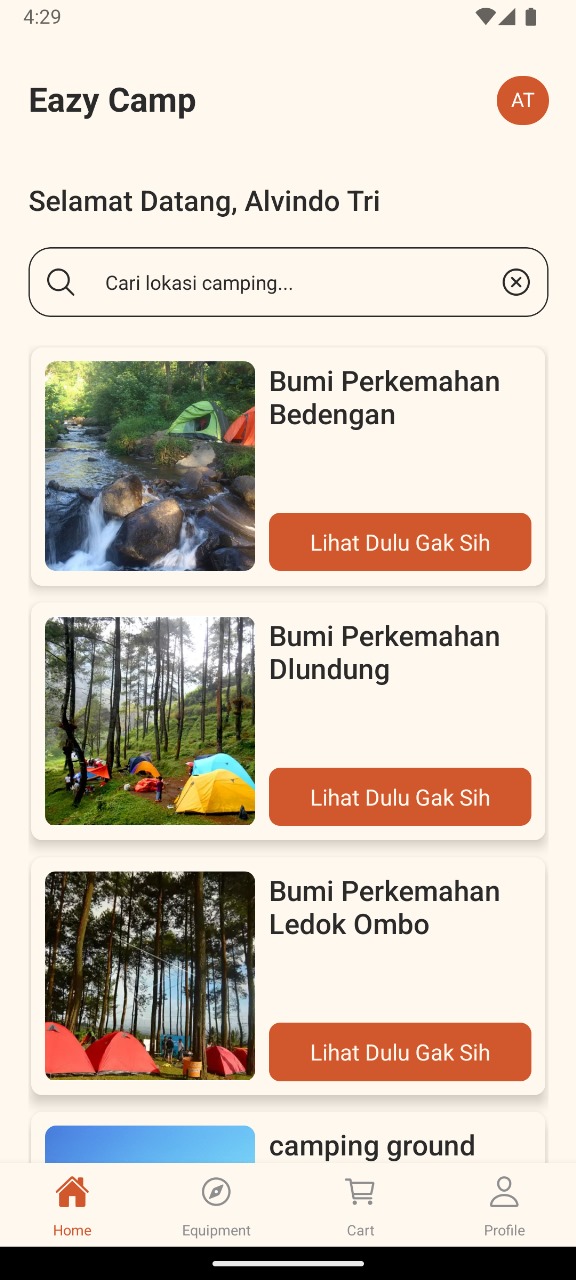 4:29
Eazy Camp
AT
Selamat Datang, Alvindo Tri
Cari lokasi camping...
Bumi Perkemahan
Bedengan
Lihat Dulu Gak Sih
Bumi Perkemahan
Dlundung
Lihat Dulu Gak Sih
Bumi Perkemahan
Ledok Ombo
Lihat Dulu Gak Sih
camping ground
Home
Equipment
Cart
Profile